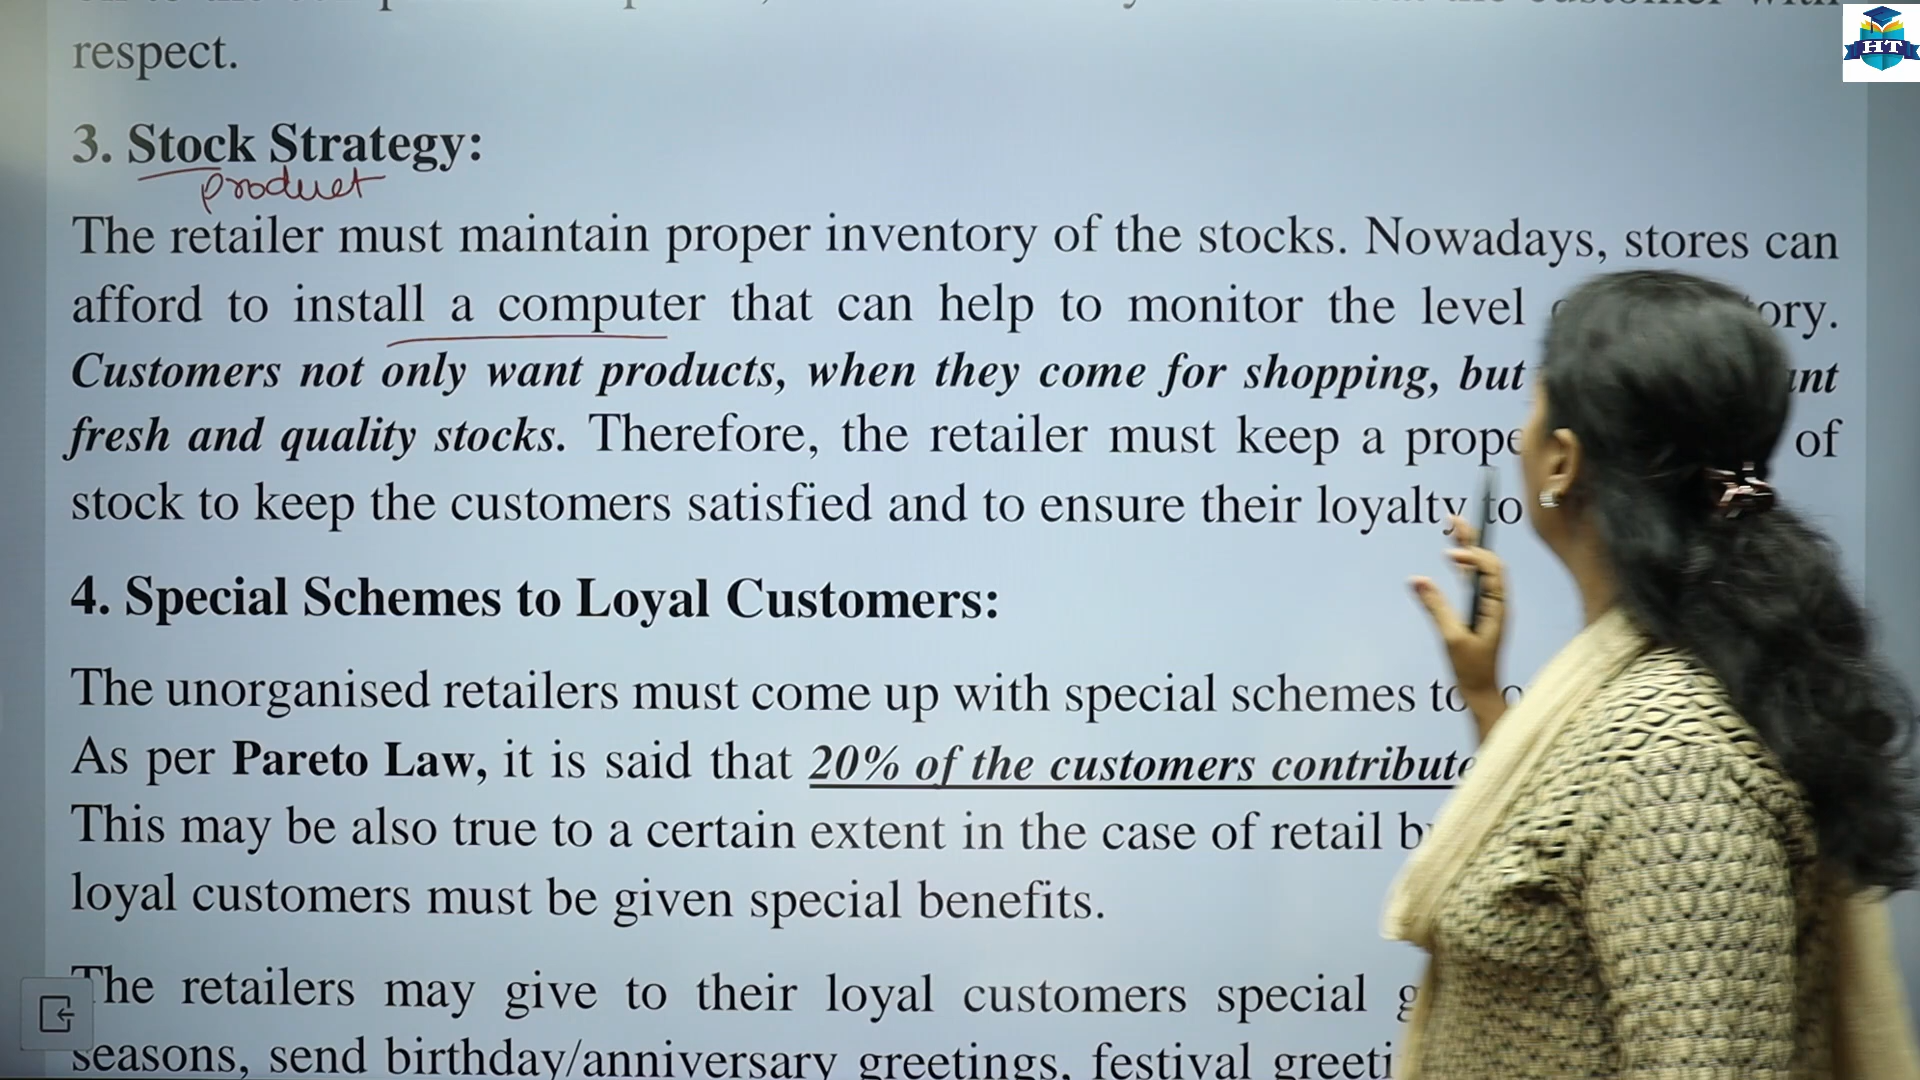 respect.
3. Stock Strategy:
product
The retailer must maintain proper inventory of the stocks. Nowadays, stores can
afford to install a computer that can help to monitor the level
Customers not only want products, when they come for shopping, but
fresh and quality stocks. Therefore, the retailer must keep a of
stock to keep the customers satisfied and to ensure their loyalty to
4. Special Schemes to Loyal Customers:
The unorganised retailers must come up with special schemes to
As per Pareto Law, it is said that 20% of the customers contribute
This may be also true to a certain extent in the case of retail
loyal customers must be given special benefits.
The retailers may give to their loyal customers special
seasons, send birthday/anniversary greetings, festival
HT